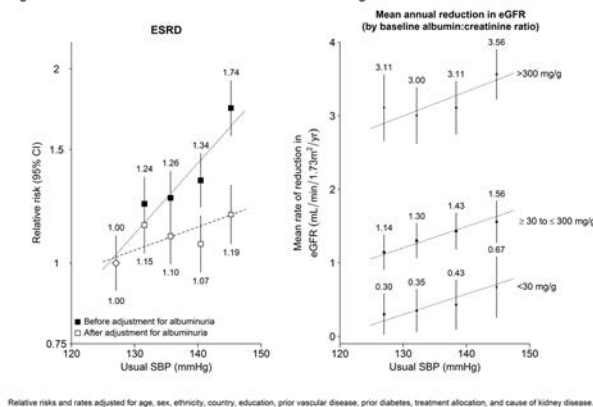 ESRD
Relative risk (95% CI)
2
1.5
1
0.75
1.74
1.34
1.26
1.24
1.00
1.00
1.15
1.10
1.07
1.19
Before adjustment for albuminuria
After adjustment for albuminuria
120
130
140
150
Usual SBP (mmHg)
Mean annual reduction in eGFR
(by baseline albumin:creatinine ratio)
Mean rate of reduction in
eGFR (mL/min/1.73m²/yr)
4
3
2
1
0
3.11
3.00
3.11
3.56
>300 mg/g
1.14
1.30
1.43
1.56
≥ 30 to ≤ 300 mg/g
0.30
0.35
0.43
0.67
<30 mg/g
120
130
140
150
Usual SBP (mmHg)
Relative risks and rates adjusted for age, sex, ethnicity, country, education, prior vascular disease, prior diabetes, treatment allocation, and cause of kidney disease.